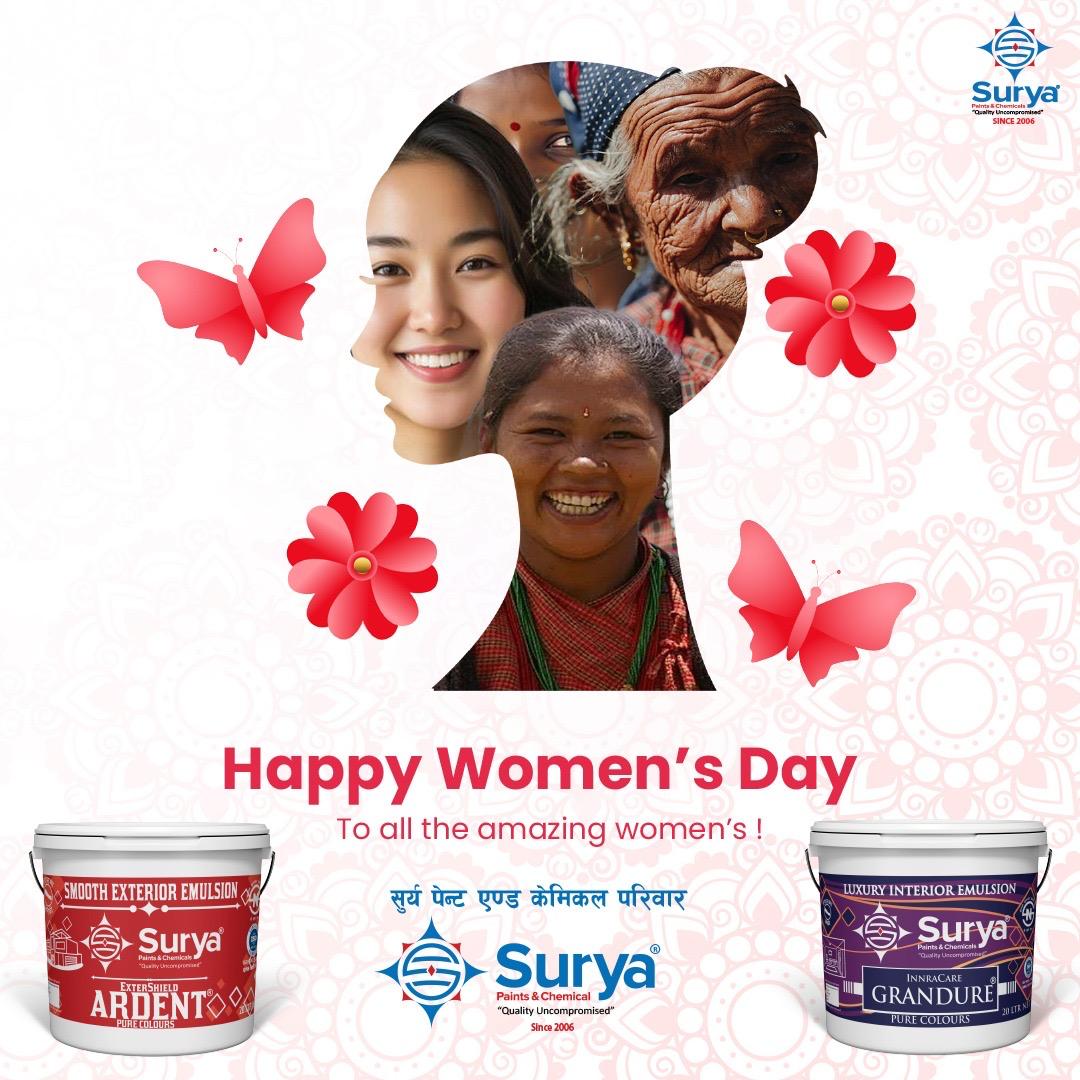 Surya®
Paints & Chemicals
"Quality Uncompromised"
SINCE 2006
Happy Women's Day
To all the amazing women's !
सुर्य पेन्ट एण्ड केमिकल परिवार
Surya®
Paints & Chemical
"Quality Uncompromised"
Since 2006
SMOOTH EXTERIOR EMULSION
Surya®
Paints & Chemicals
"Quality Uncompromised"
EXTERSHIELD
ARDENT®
PURE COLOURS
LUXURY INTERIOR EMULSION
Surya®
Paints & Chemicals
"Quality Uncompromised"
INNRACARE
GRANDURE®
PURE COLOURS
20 LTR